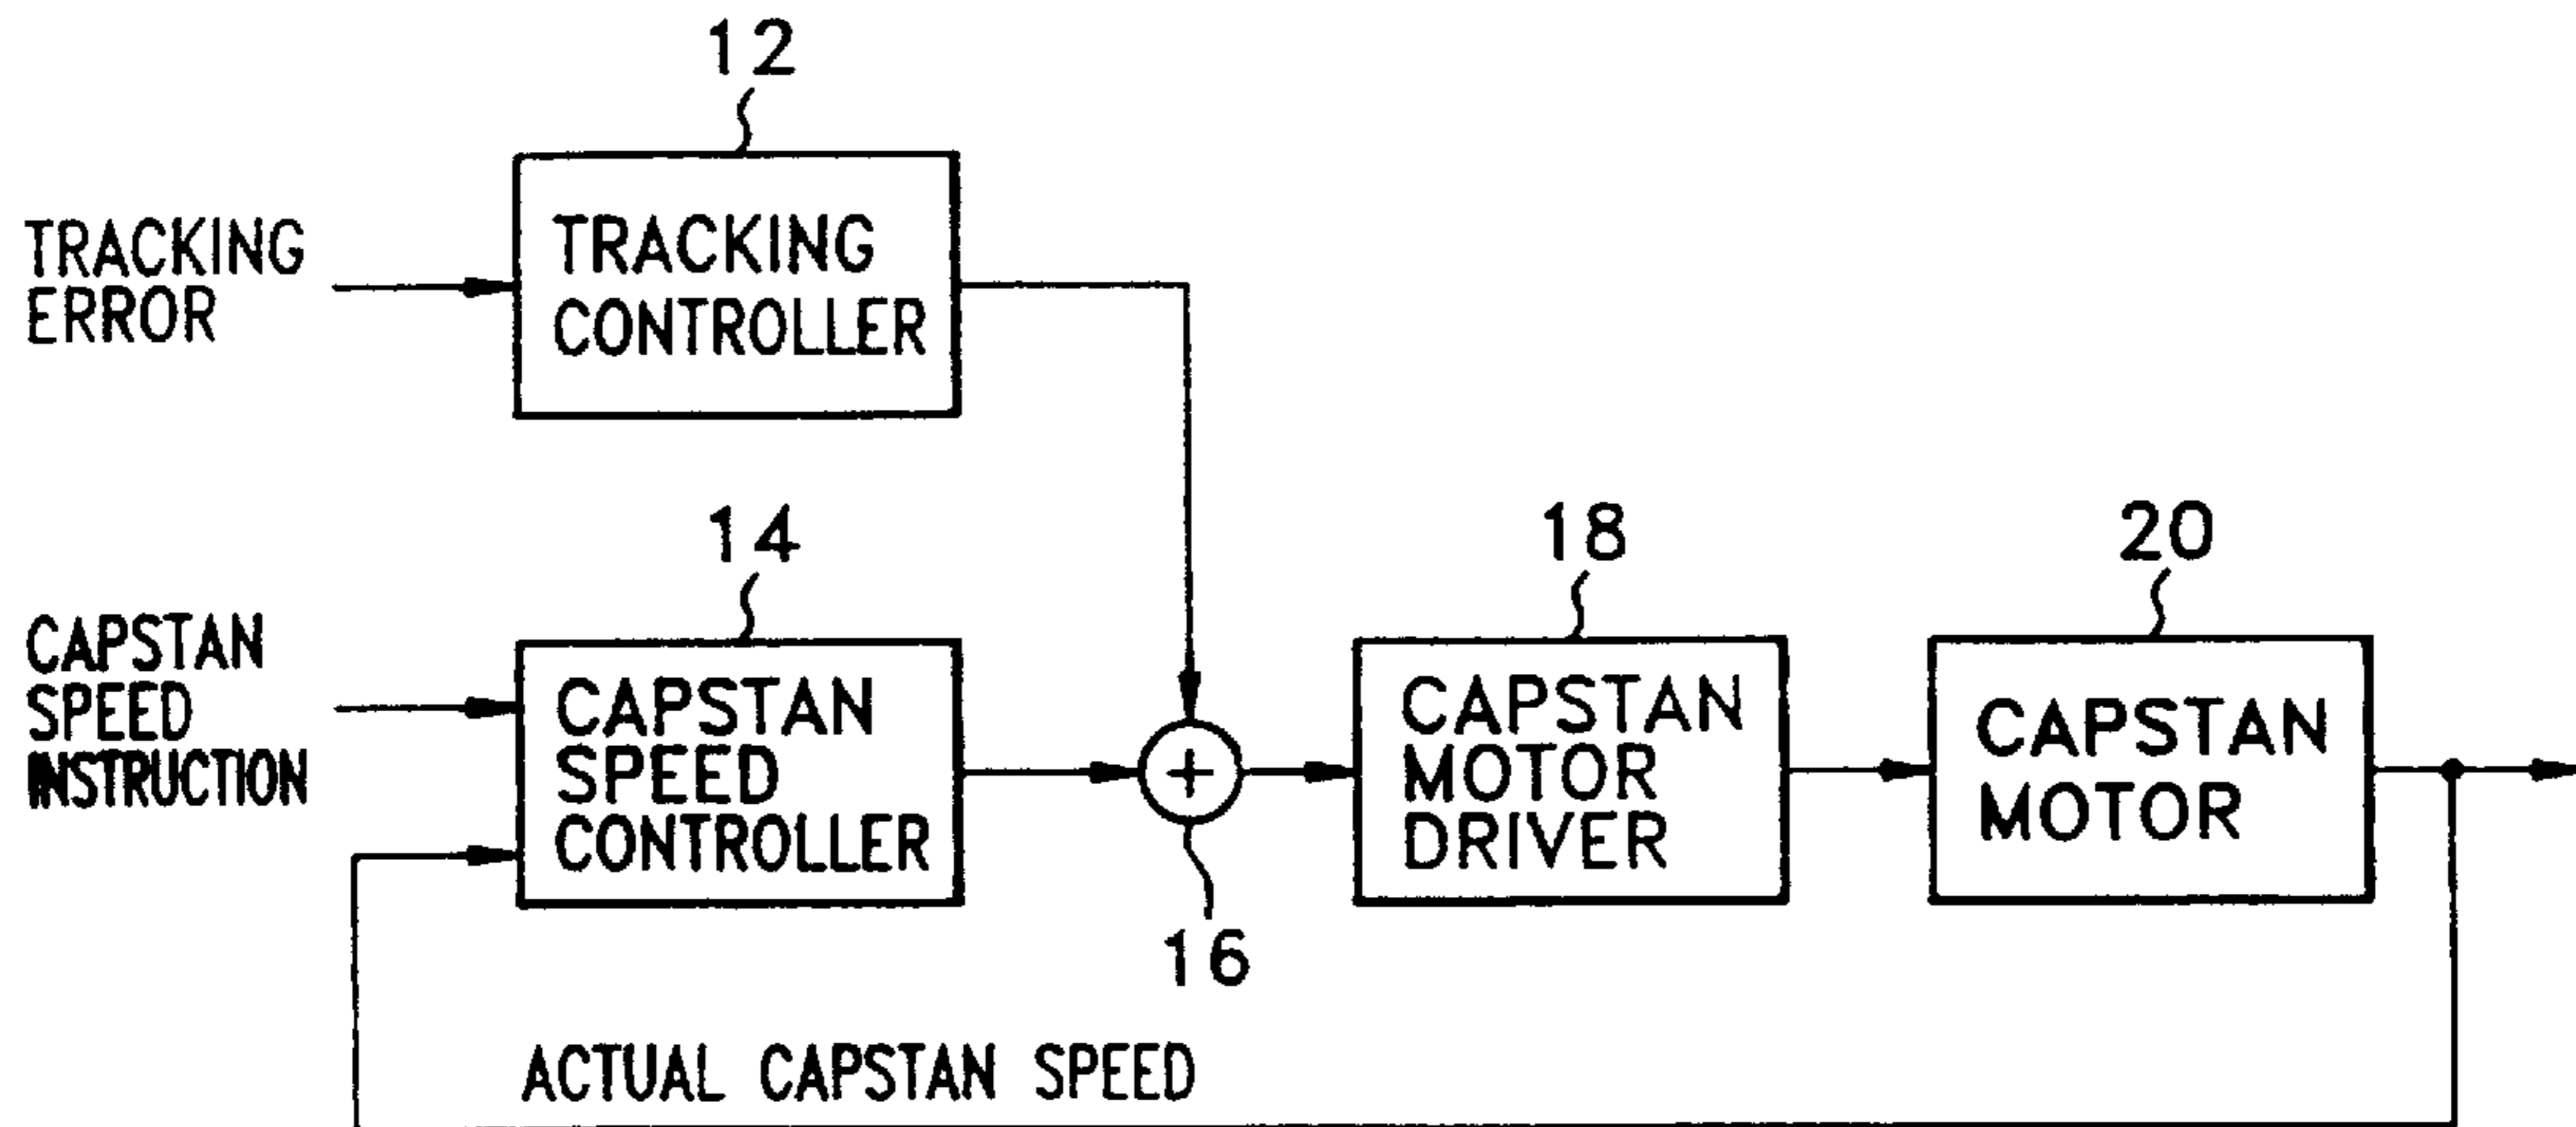 12
TRACKING
ERROR
TRACKING
CONTROLLER
14
CAPSTAN
SPEED
INSTRUCTION
CAPSTAN
SPEED
CONTROLLER
+
16
18
CAPSTAN
MOTOR
DRIVER
20
CAPSTAN
MOTOR
ACTUAL CAPSTAN SPEED